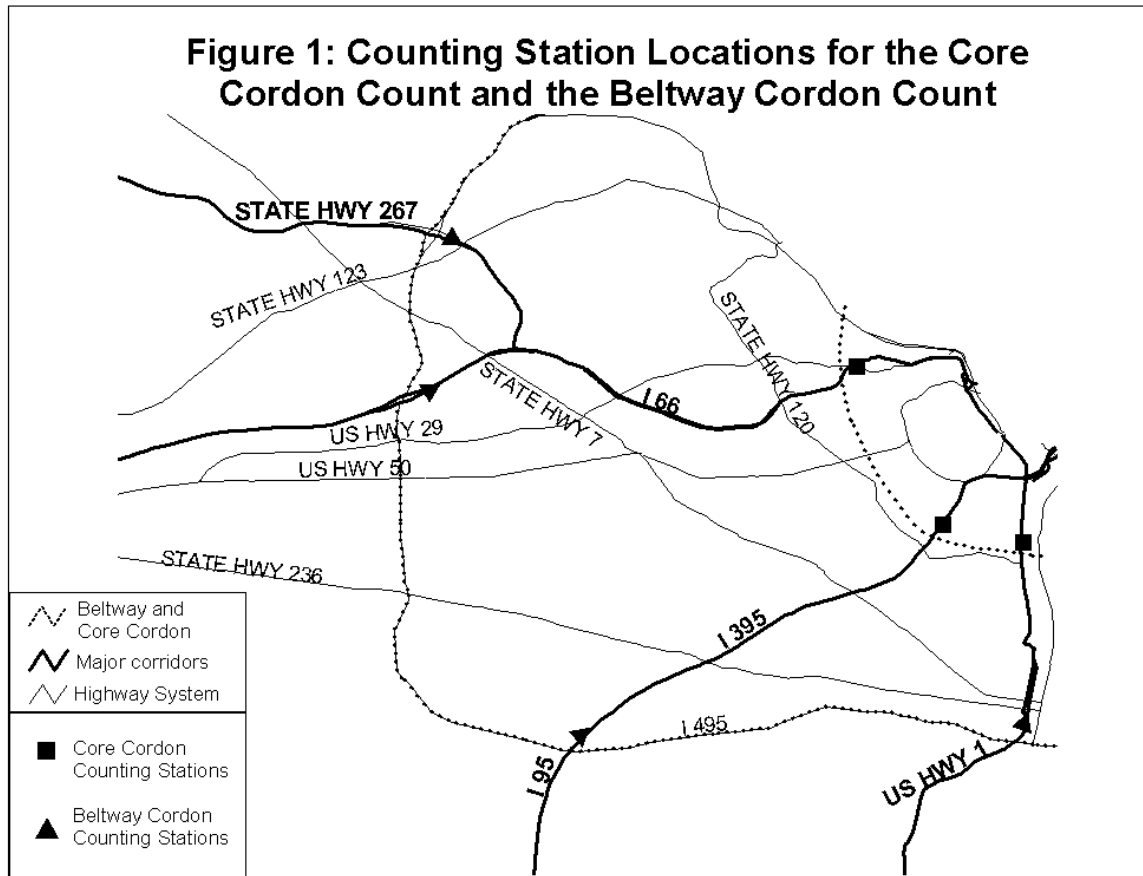 Figure 1: Counting Station Locations for the Core
Cordon Count and the Beltway Cordon Count
STATE HWY 267
STATE HWY 123
STATE HWY 120
STATE HWY 7
I 66
US HWY 29
US HWY 50
STATE HWY 236
I 395
I 495
I 95
US HWY 1
Beltway and
Core Cordon
Major corridors
Highway System
Core Cordon
Counting Stations
Beltway Cordon
Counting Stations